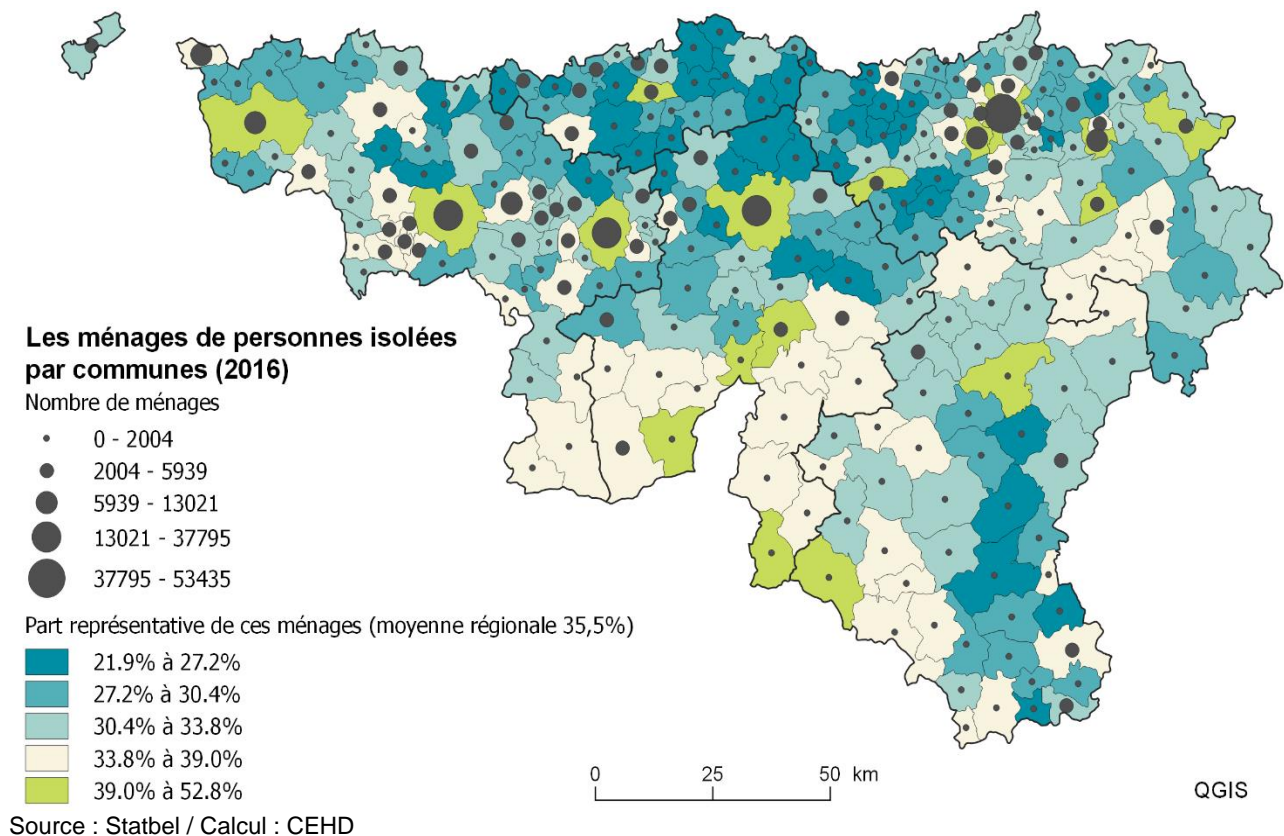 Les ménages de personnes isolées
par communes (2016)
Nombre de ménages
0 - 2004
2004 - 5939
5939 - 13021
13021 - 37795
37795 - 53435
Part représentative de ces ménages (moyenne régionale 35,5%)
21.9% à 27.2%
27.2% à 30.4%
30.4% à 33.8%
33.8% à 39.0%
39.0% à 52.8%
0 25 50 km
QGIS
Source : Statbel / Calcul : CEHD